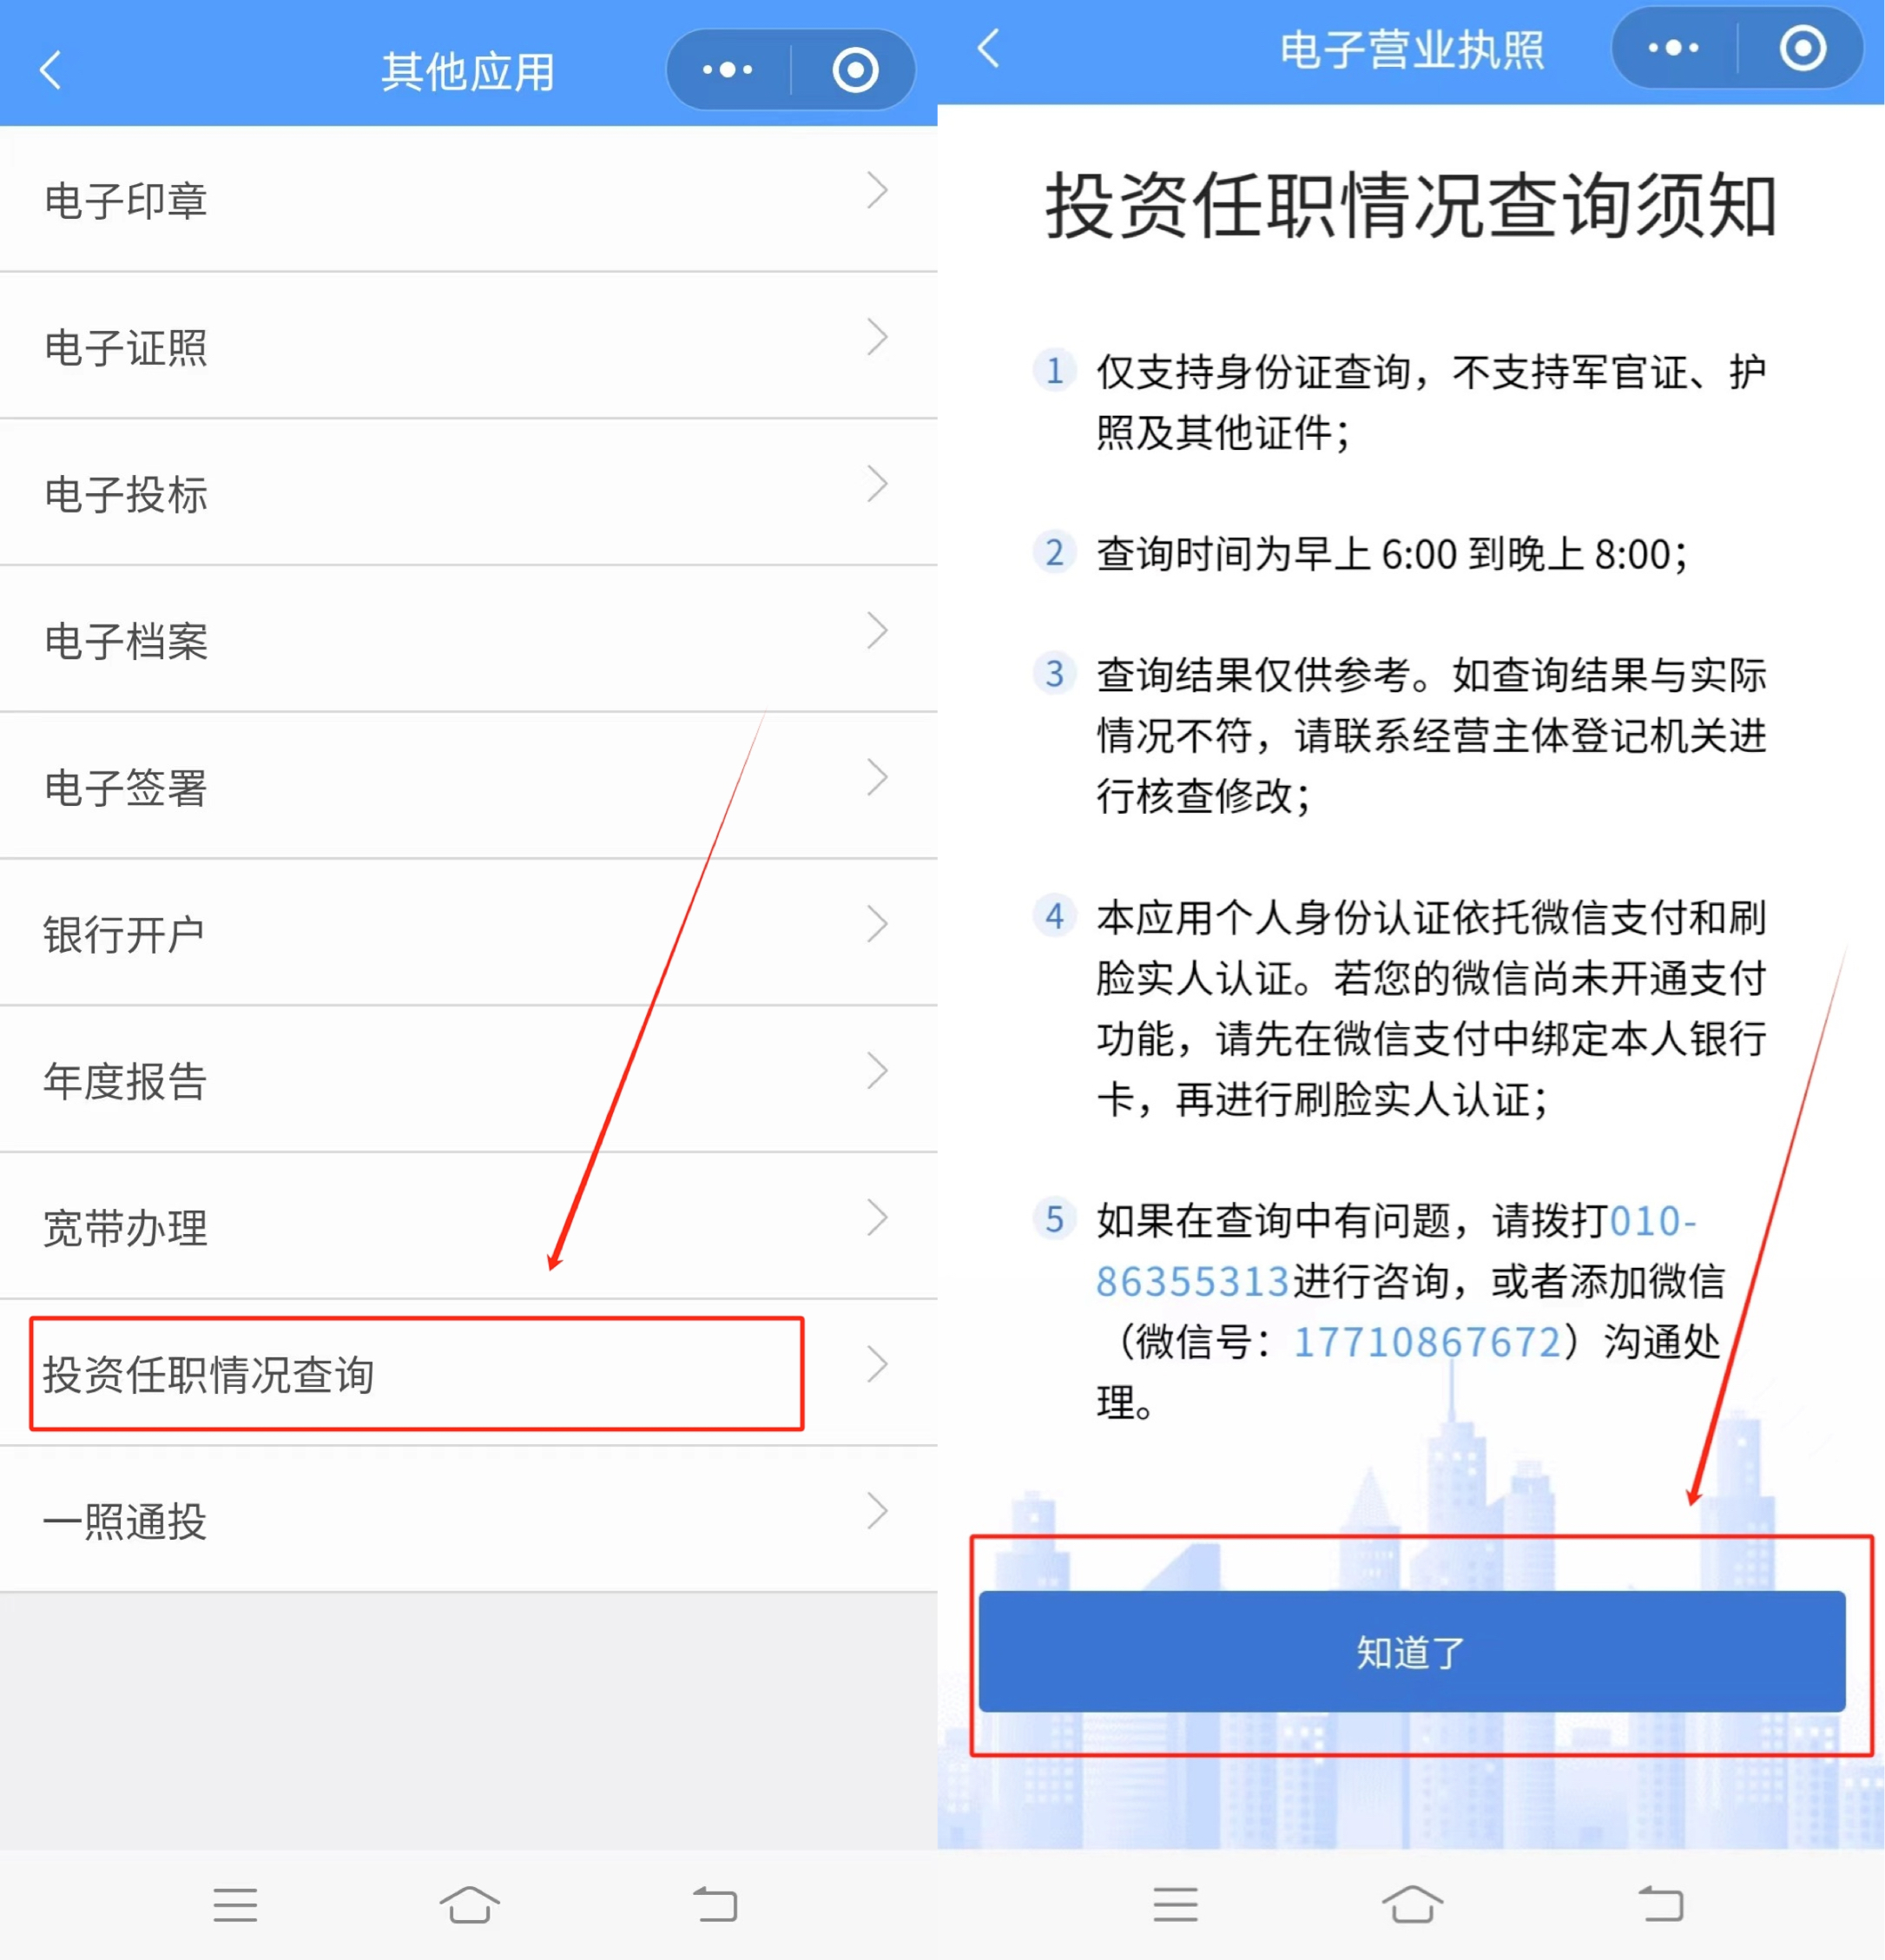 其他应用
电子印章
电子证照
电子投标
电子档案
电子签署
银行开户
年度报告
宽带办理
投资任职情况查询
一照通投
电子营业执照
投资任职情况查询须知
1 仅支持身份证查询，不支持军官证、护
照及其他证件；
2 查询时间为早上 6:00 到晚上 8:00；
3 查询结果仅供参考。如查询结果与实际
情况不符，请联系经营主体登记机关进
行核查修改；
4 本应用个人身份认证依托微信支付和刷
脸实人认证。若您的微信尚未开通支付
功能，请先在微信支付中绑定本人银行
卡，再进行刷脸实人认证；
5 如果在查询中有问题，请拨打010-
86355313进行咨询，或者添加微信
（微信号：17710867672）沟通处
理。
知道了